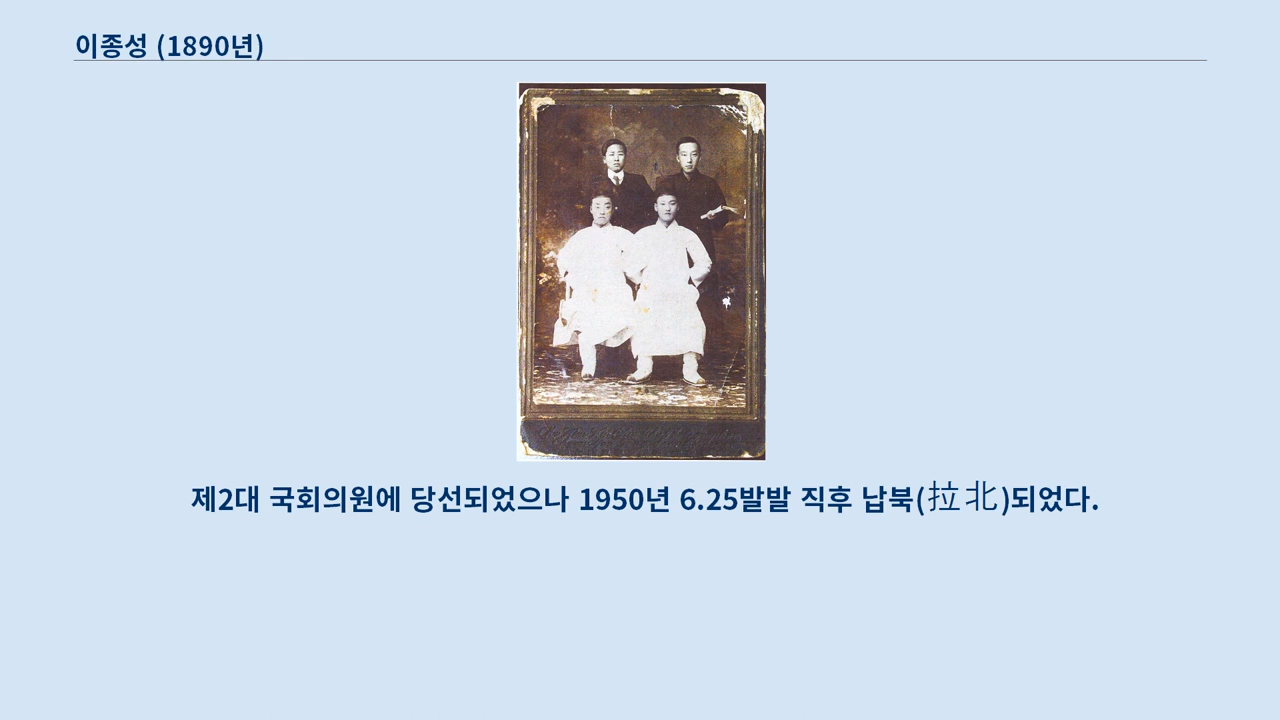 이종성 (1890년)
제2대 국회의원에 당선되었으나 1950년 6.25발발 직후 납북(拉北)되었다.